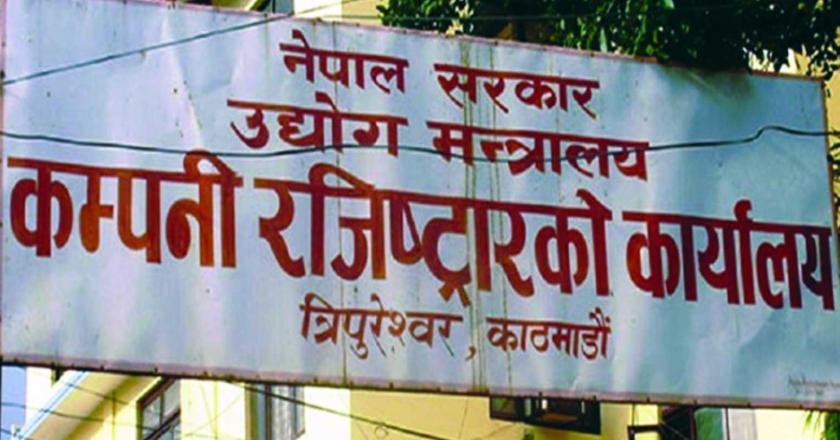 नेपाल सरकार
उद्योग मन्त्रालय
कम्पनी रजिष्ट्रारको कार्यालय
त्रिपुरेश्वर, काठमाडौं